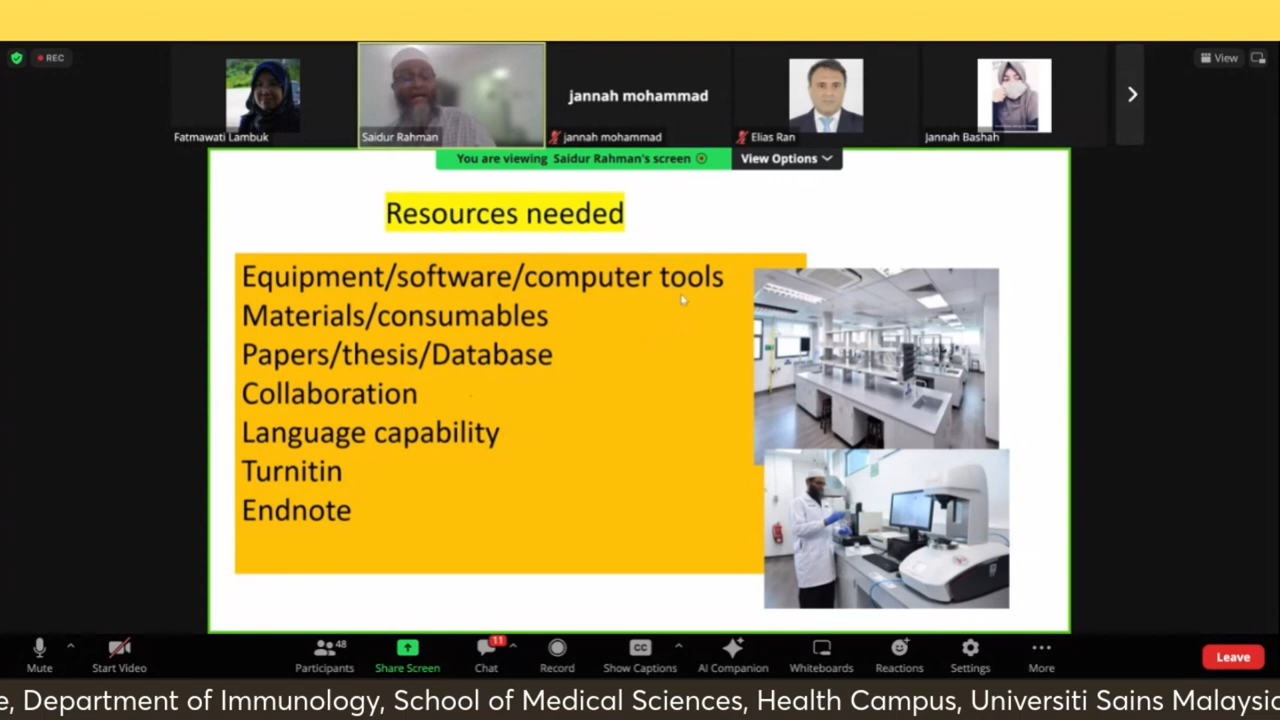 REC
View
jannah mohammad
Fatmawati Lambuk
Saidur Rahman
jannah mohammad
Elias Ran
Jannah Bashah
You are viewing Saidur Rahman's screen
View Options
Resources needed
Equipment/software/computer tools
Materials/consumables
Papers/thesis/Database
Collaboration
Language capability
Turnitin
Endnote
48
11
CC
Mute
Start Video
Participants
Share Screen
Chat
Record
Show Captions
AI Companion
Whiteboards
Reactions
Settings
More
Leave
e, Department of Immunology, School of Medical Sciences, Health Campus, Universiti Sains Malaysia